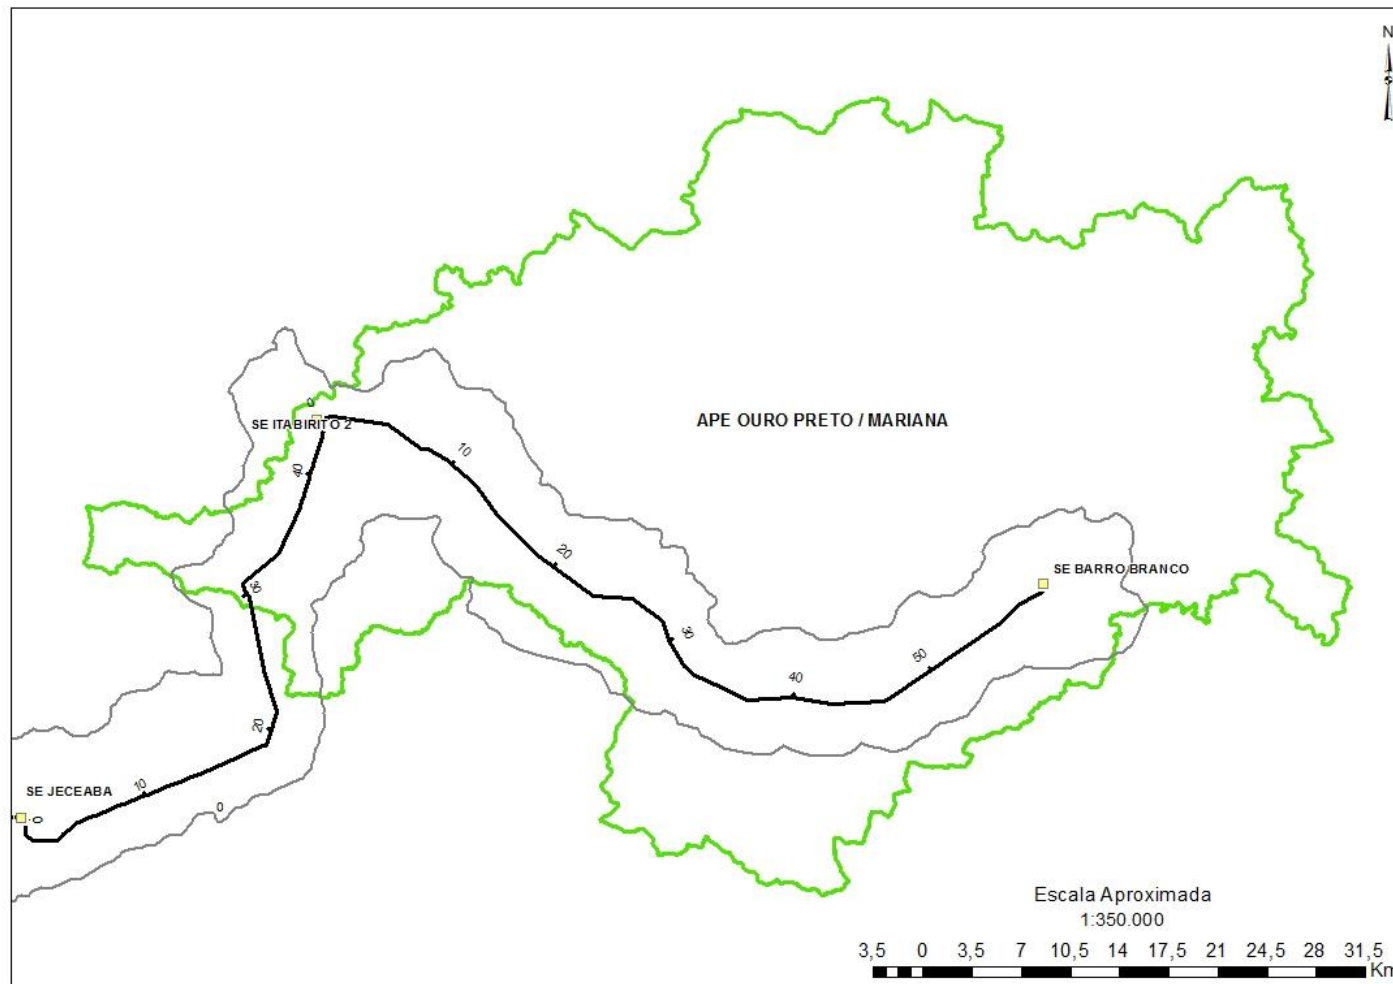 N
APE OURO PRETO / MARIANA
0
SE ITABIRITO 2
10
40
20
SE BARRO BRANCO
30
30
50
40
20
SE JECEABA
10
0
0
Escala Aproximada
1:350.000
3,5 0 3,5 7 10,5 14 17,5 21 24,5 28 31,5
Km